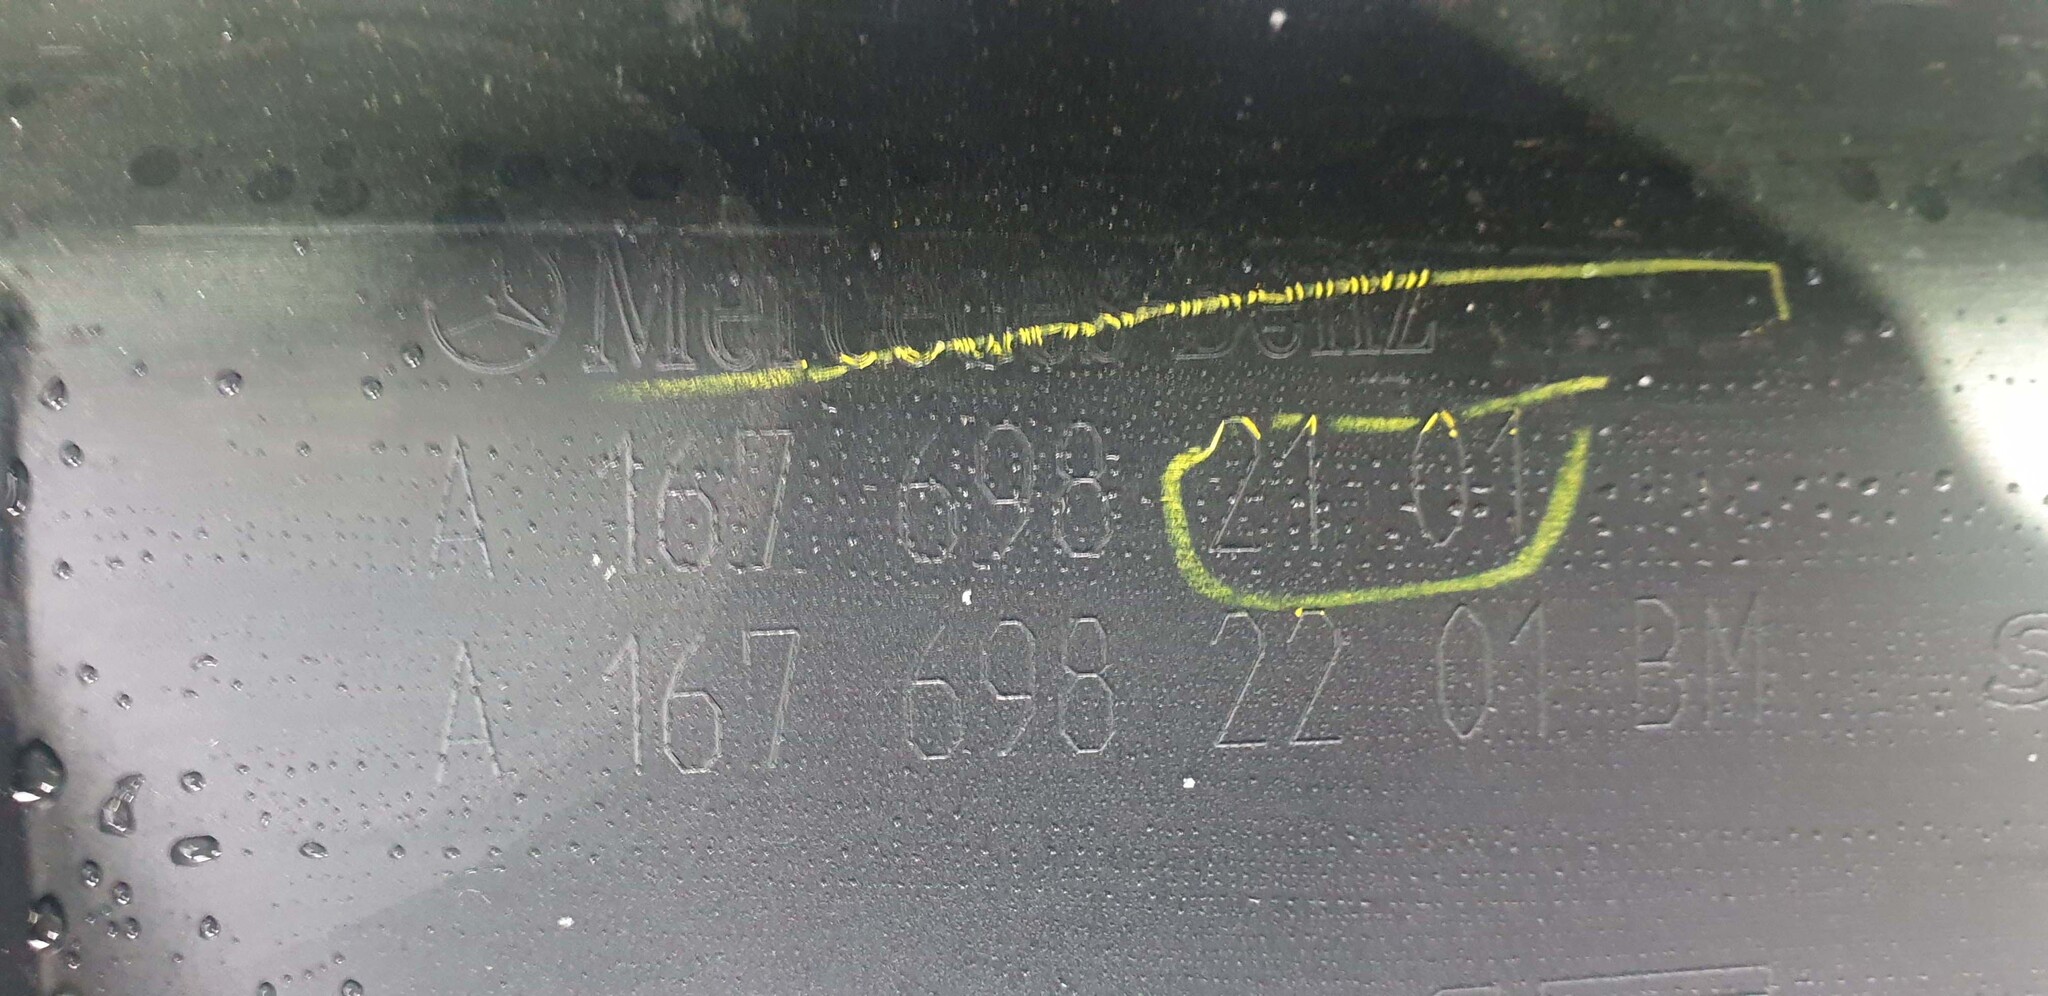 Mercedes-Benz
A 167 698 21 01
A 167 698 22 01 BM